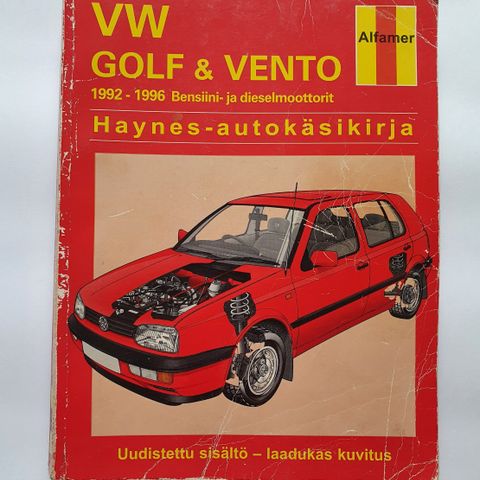 VW
Alfamer
GOLF & VENTO
1992 - 1996 Bensiini- ja dieselmoottorit
Haynes-autokäsikirja
Uudistettu sisältö – laadukas kuvitus